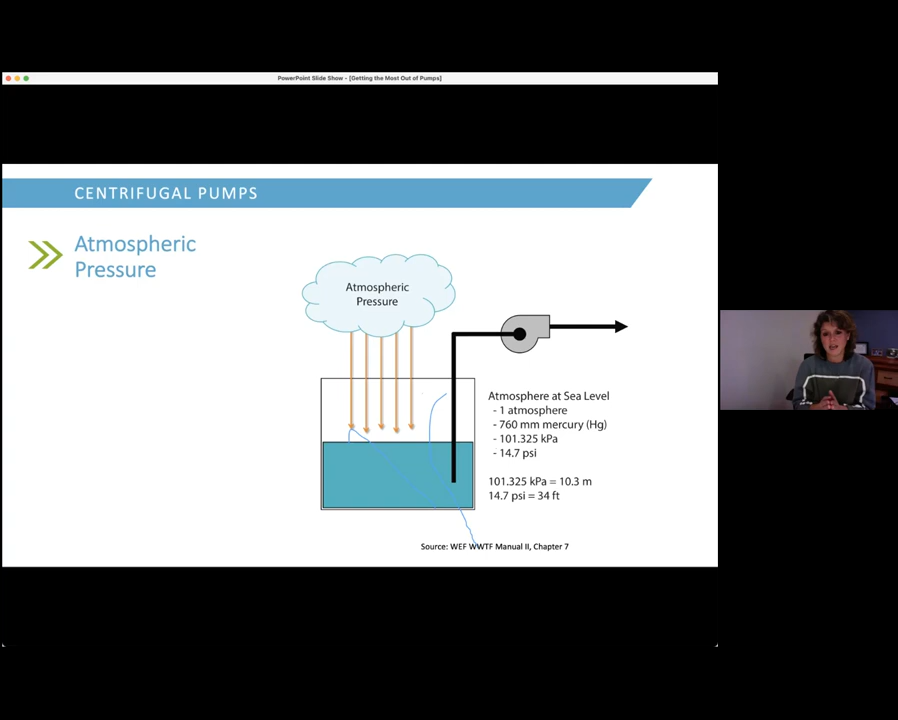 PowerPoint Slide Show - [Getting the Most Out of Pumps]
CENTRIFUGAL PUMPS
Atmospheric
Pressure
Atmospheric
Pressure
Atmosphere at Sea Level
- 1 atmosphere
- 760 mm mercury (Hg)
- 101.325 kPa
- 14.7 psi
101.325 kPa = 10.3 m
14.7 psi = 34 ft
Source: WEF WWTF Manual II, Chapter 7